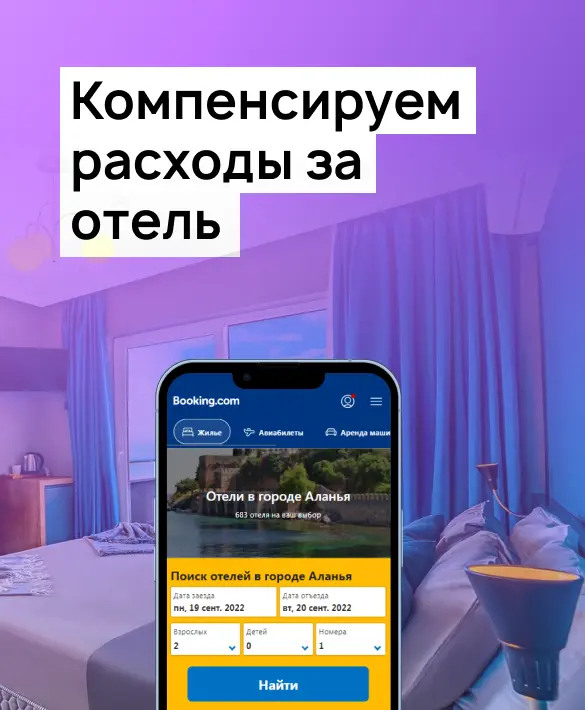 Компенсируем
расходы за
отель
Booking.com
Жилье Авиабилеты Аренда маши
Отели в городе Аланья
683 отеля на ваш выбор
Поиск отелей в городе Аланья
Дата заезда Дата отъезда
пн, 19 сент. 2022 вт, 20 сент. 2022
Взрослых Детей Номера
2 0 1
Найти